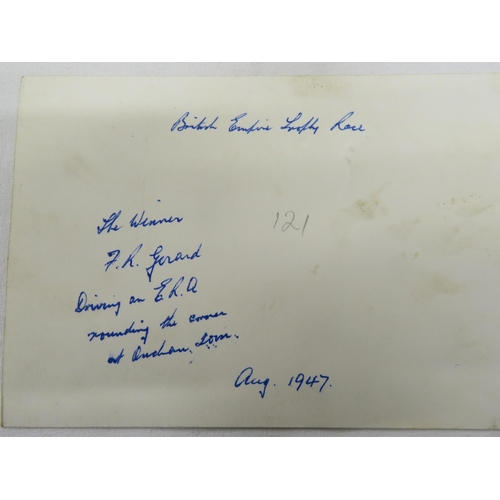 British Empire Trophy Race
The Winner
121
F. R. Gerard
Driving an E.R.A
rounding the corner
at Onchan, I.o.m.
Aug. 1947.